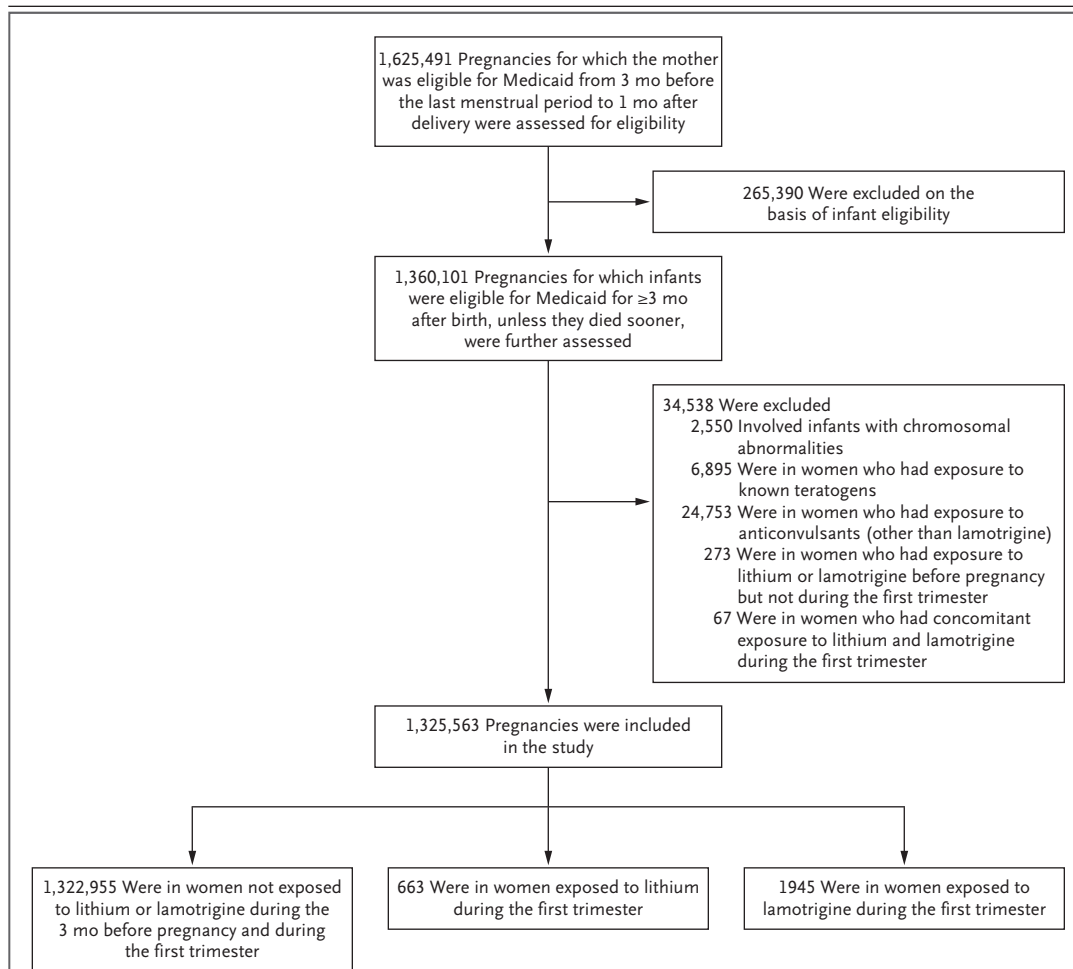 1,625,491 Pregnancies for which the mother
was eligible for Medicaid from 3 mo before
the last menstrual period to 1 mo after
delivery were assessed for eligibility
265,390 Were excluded on the
basis of infant eligibility
1,360,101 Pregnancies for which infants
were eligible for Medicaid for ≥3 mo
after birth, unless they died sooner,
were further assessed
34,538 Were excluded
2,550 Involved infants with chromosomal
abnormalities
6,895 Were in women who had exposure to
known teratogens
24,753 Were in women who had exposure to
anticonvulsants (other than lamotrigine)
273 Were in women who had exposure to
lithium or lamotrigine before pregnancy
but not during the first trimester
67 Were in women who had concomitant
exposure to lithium and lamotrigine
during the first trimester
1,325,563 Pregnancies were included
in the study
1,322,955 Were in women not exposed
to lithium or lamotrigine during the
3 mo before pregnancy and during
the first trimester
663 Were in women exposed to lithium
during the first trimester
1945 Were in women exposed to
lamotrigine during the first trimester